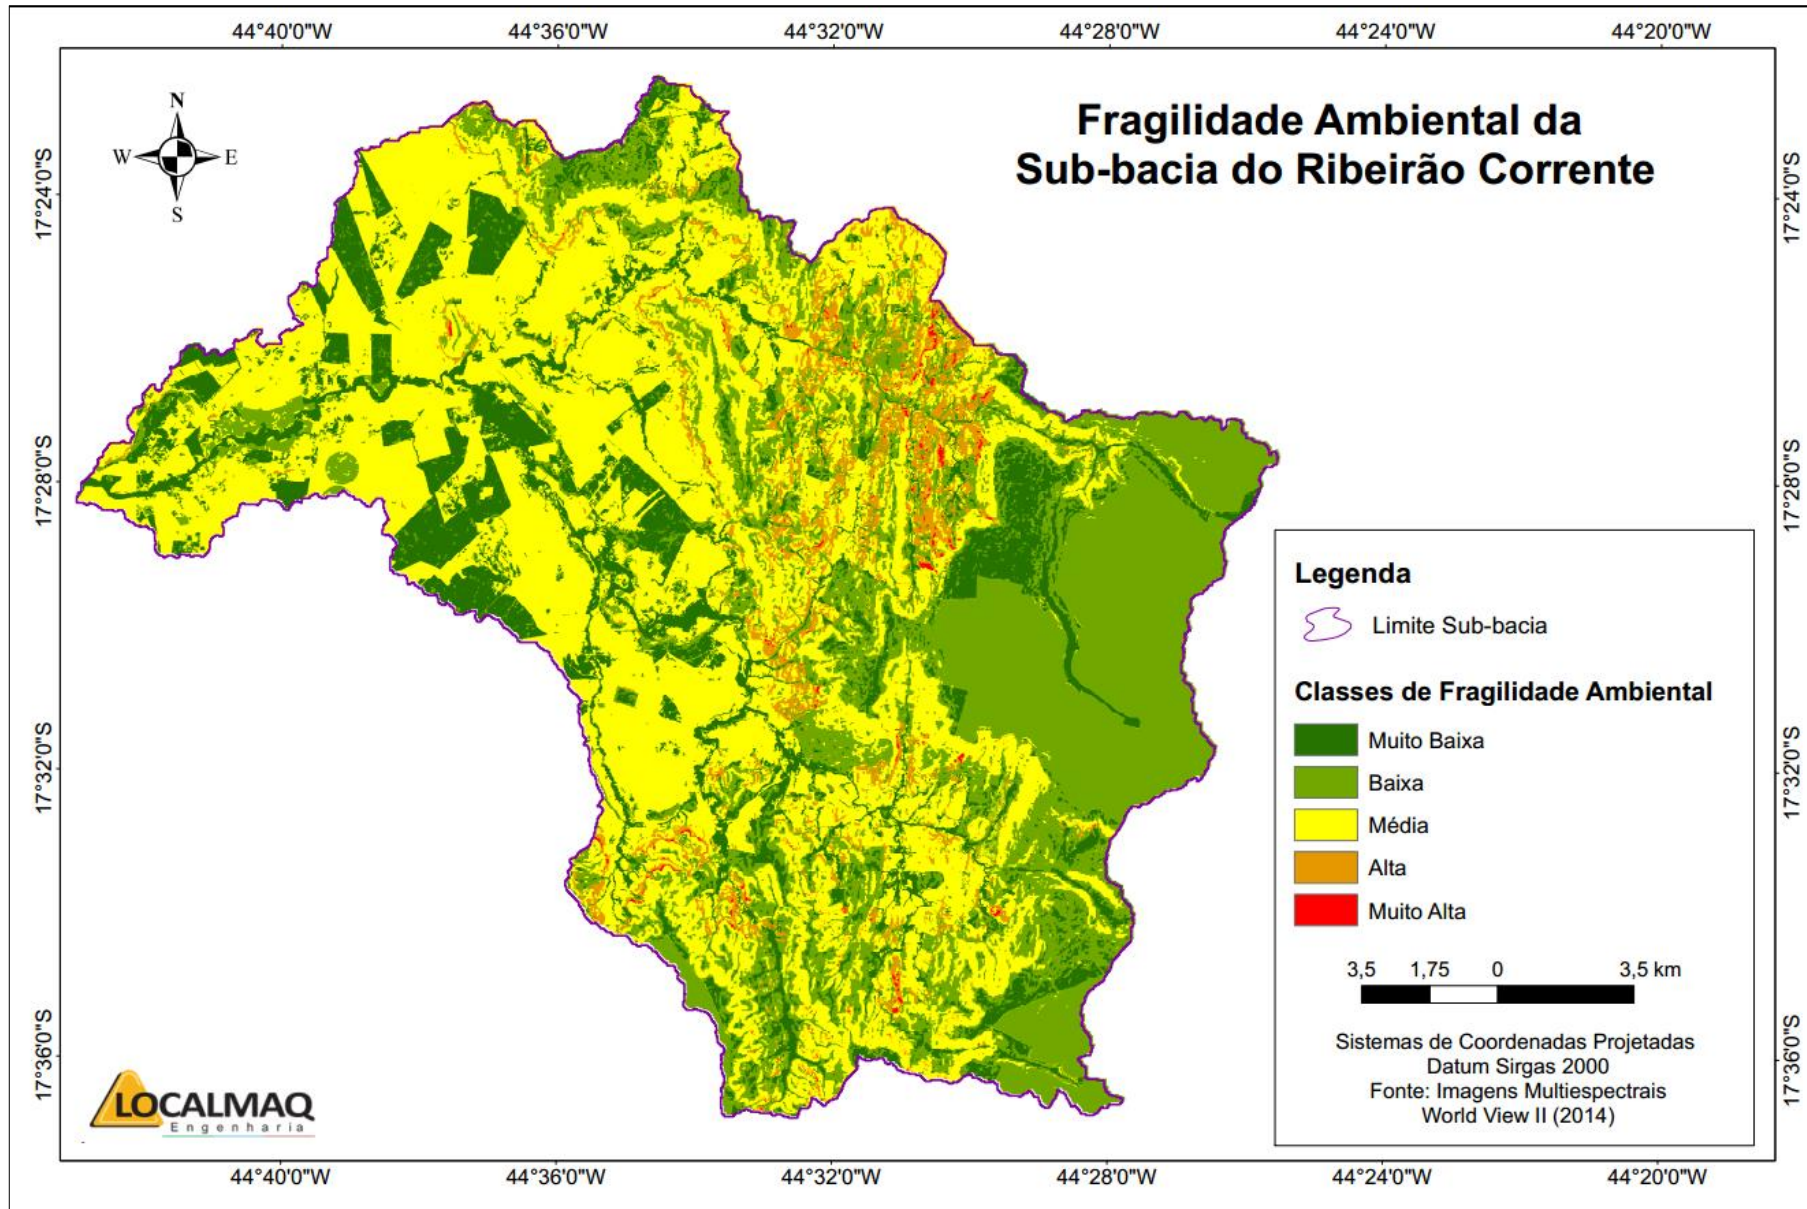 44°40'0"W 44°36'0"W 44°32'0"W 44°28'0"W 44°24'0"W 44°20'0"W
N
W E
S
Fragilidade Ambiental da
Sub-bacia do Ribeirão Corrente
17°24'0"S 17°24'0"S
17°28'0"S 17°28'0"S
17°32'0"S 17°32'0"S
17°36'0"S 17°36'0"S
Legenda
Limite Sub-bacia
Classes de Fragilidade Ambiental
Muito Baixa
Baixa
Média
Alta
Muito Alta
3,5 1,75 0 3,5 km
Sistemas de Coordenadas Projetadas
Datum Sirgas 2000
Fonte: Imagens Multiespectrais
World View II (2014)
LOCALMAQ
Engenharia
44°40'0"W 44°36'0"W 44°32'0"W 44°28'0"W 44°24'0"W 44°20'0"W